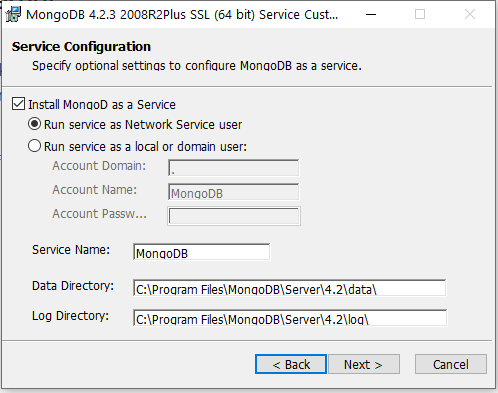 MongoDB 4.2.3 2008R2Plus SSL (64 bit) Service Cust...
Service Configuration
Specify optional settings to configure MongoDB as a service.
Install MongoD as a Service
Run service as Network Service user
Run service as a local or domain user:
Account Domain: .
Account Name: MongoDB
Account Passw...
Service Name: MongoDB
Data Directory: C:\Program Files\MongoDB\Server\4.2\data\
Log Directory: C:\Program Files\MongoDB\Server\4.2\log\
< Back Next > Cancel